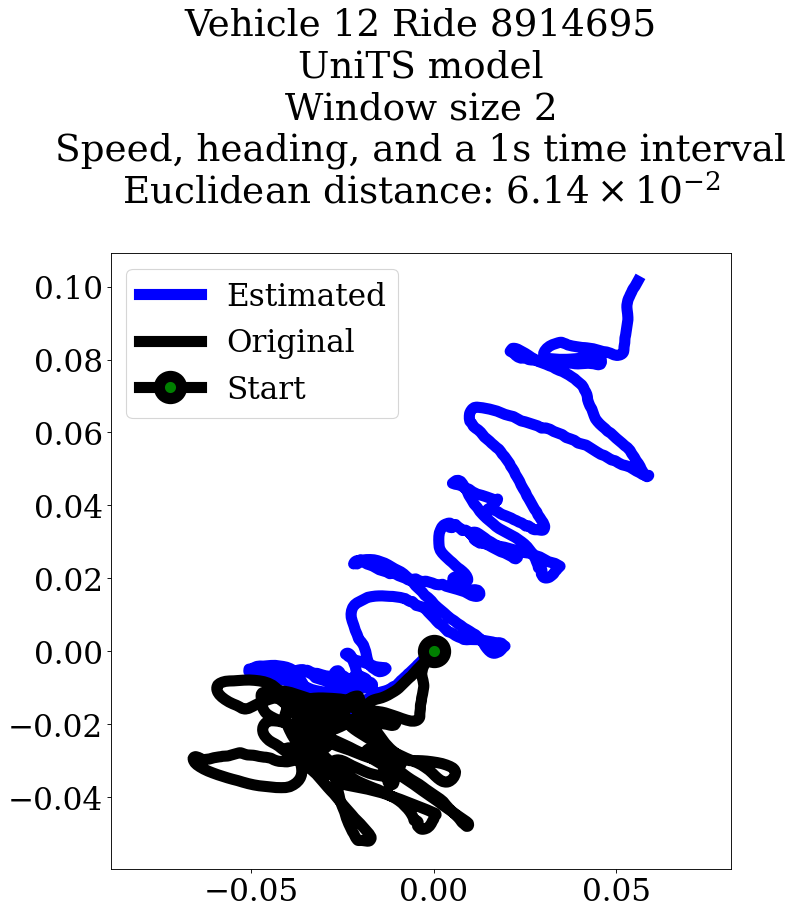 Vehicle 12 Ride 8914695
UniTS model
Window size 2
Speed, heading, and a 1s time interval
Euclidean distance: 6.14 × 10⁻²
Estimated
Original
Start
0.10
0.08
0.06
0.04
0.02
0.00
−0.02
−0.04
−0.05 0.00 0.05